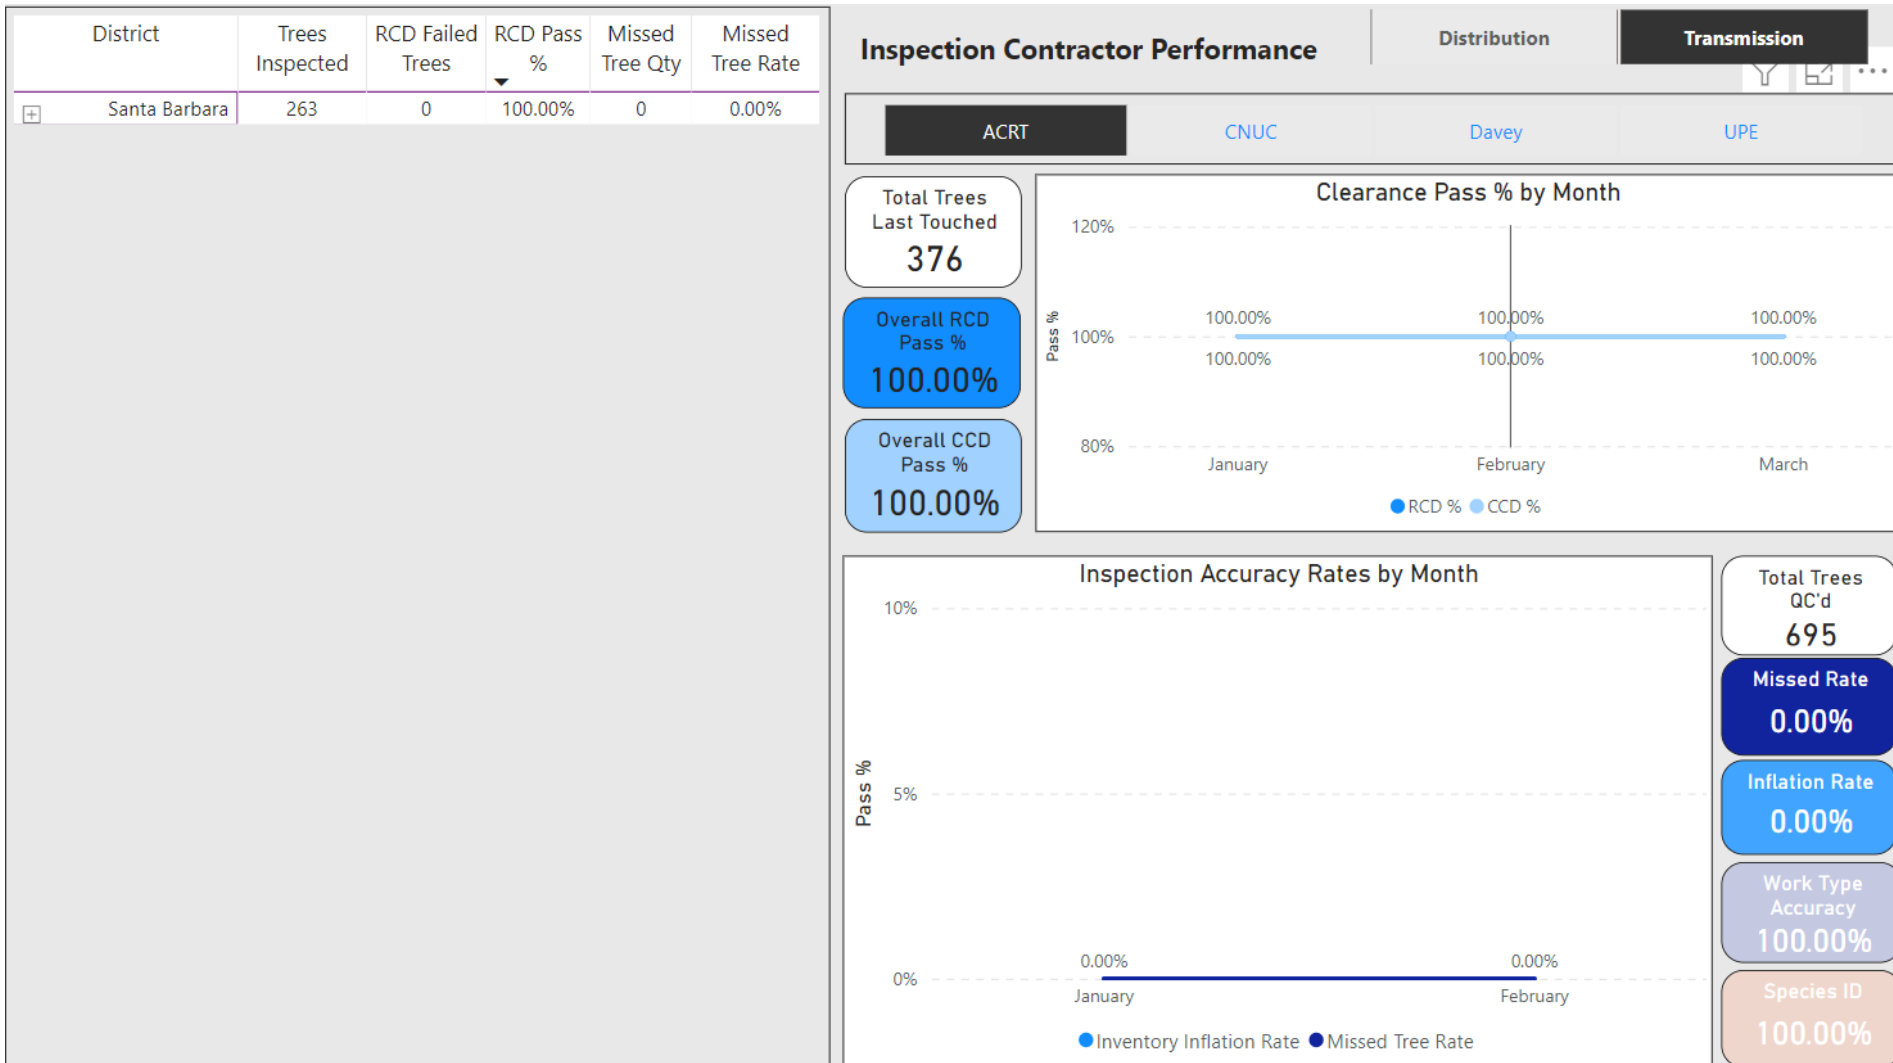 District
Trees Inspected
RCD Failed Trees
RCD Pass %
Missed Tree Qty
Missed Tree Rate
Santa Barbara 263 0 100.00% 0 0.00%
Inspection Contractor Performance
Distribution
Transmission
ACRT
CNUC
Davey
UPE
Total Trees
Last Touched
376
Overall RCD
Pass %
100.00%
Overall CCD
Pass %
100.00%
Clearance Pass % by Month
120%
Pass %
100%
80%
100.00% 100.00% 100.00%
100.00% 100.00% 100.00%
January February March
RCD % CCD %
Inspection Accuracy Rates by Month
10%
Pass %
5%
0%
0.00% 0.00%
January February
Inventory Inflation Rate Missed Tree Rate
Total Trees
QC'd
695
Missed Rate
0.00%
Inflation Rate
0.00%
Work Type
Accuracy
100.00%
Species ID
100.00%